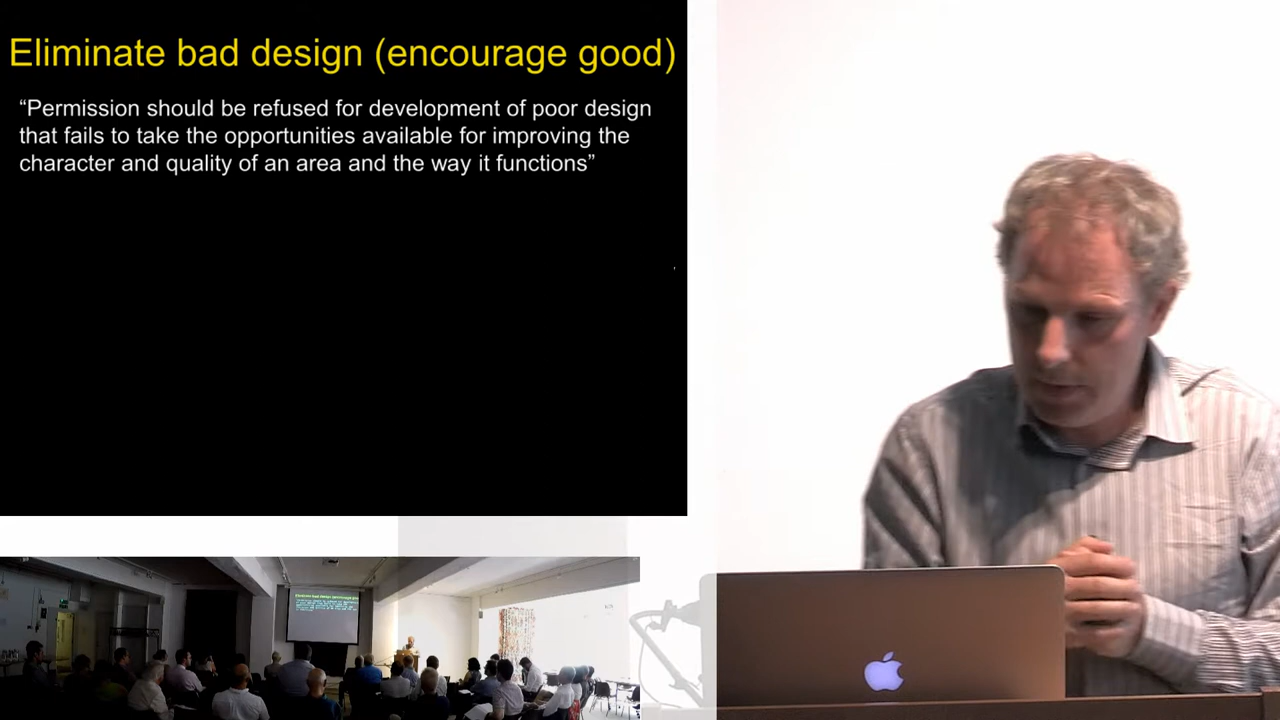 Eliminate bad design (encourage good)
“Permission should be refused for development of poor design
that fails to take the opportunities available for improving the
character and quality of an area and the way it functions”